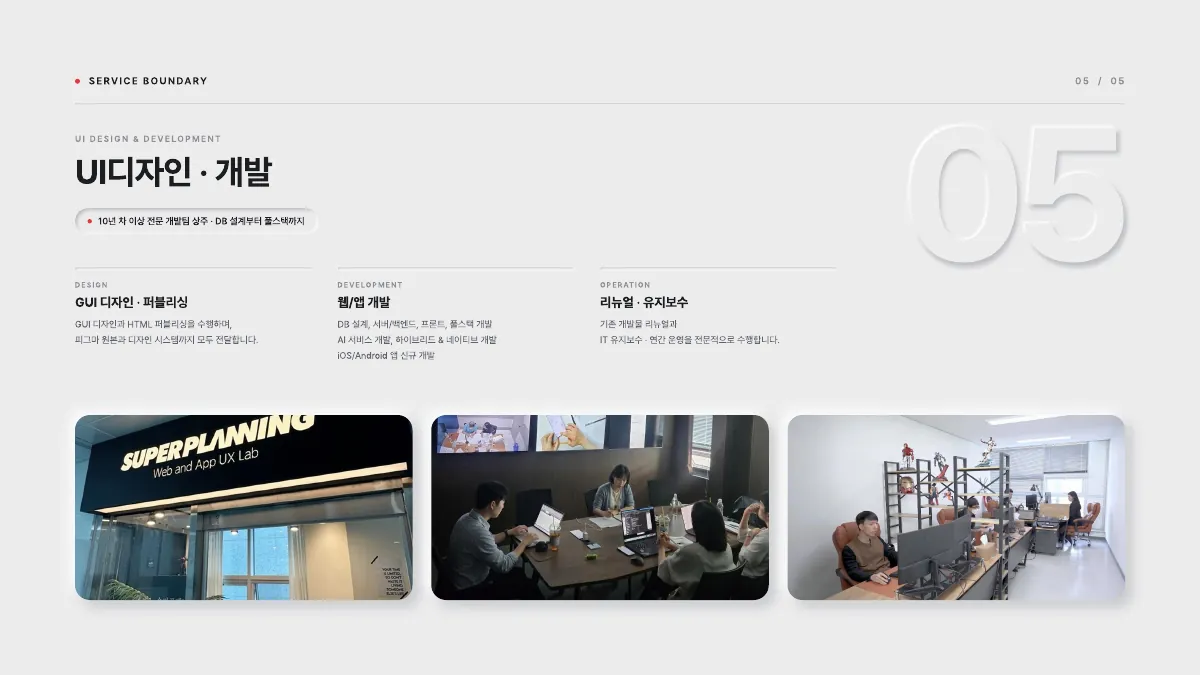 SERVICE BOUNDARY
05 / 05
UI DESIGN & DEVELOPMENT
UI디자인 · 개발
05
10년 차 이상 전문 개발팀 상주 · DB 설계부터 풀스택까지
DESIGN
GUI 디자인 · 퍼블리싱
GUI 디자인과 HTML 퍼블리싱을 수행하며,
피그마 원본과 디자인 시스템까지 모두 전달합니다.
DEVELOPMENT
웹/앱 개발
DB 설계, 서버/백엔드, 프론트, 풀스택 개발
AI 서비스 개발, 하이브리드 & 네이티브 개발
iOS/Android 앱 신규 개발
OPERATION
리뉴얼 · 유지보수
기존 개발물 리뉴얼과
IT 유지보수 · 연간 운영을 전문적으로 수행합니다.
SUPERPLANNING
Web and App UX Lab